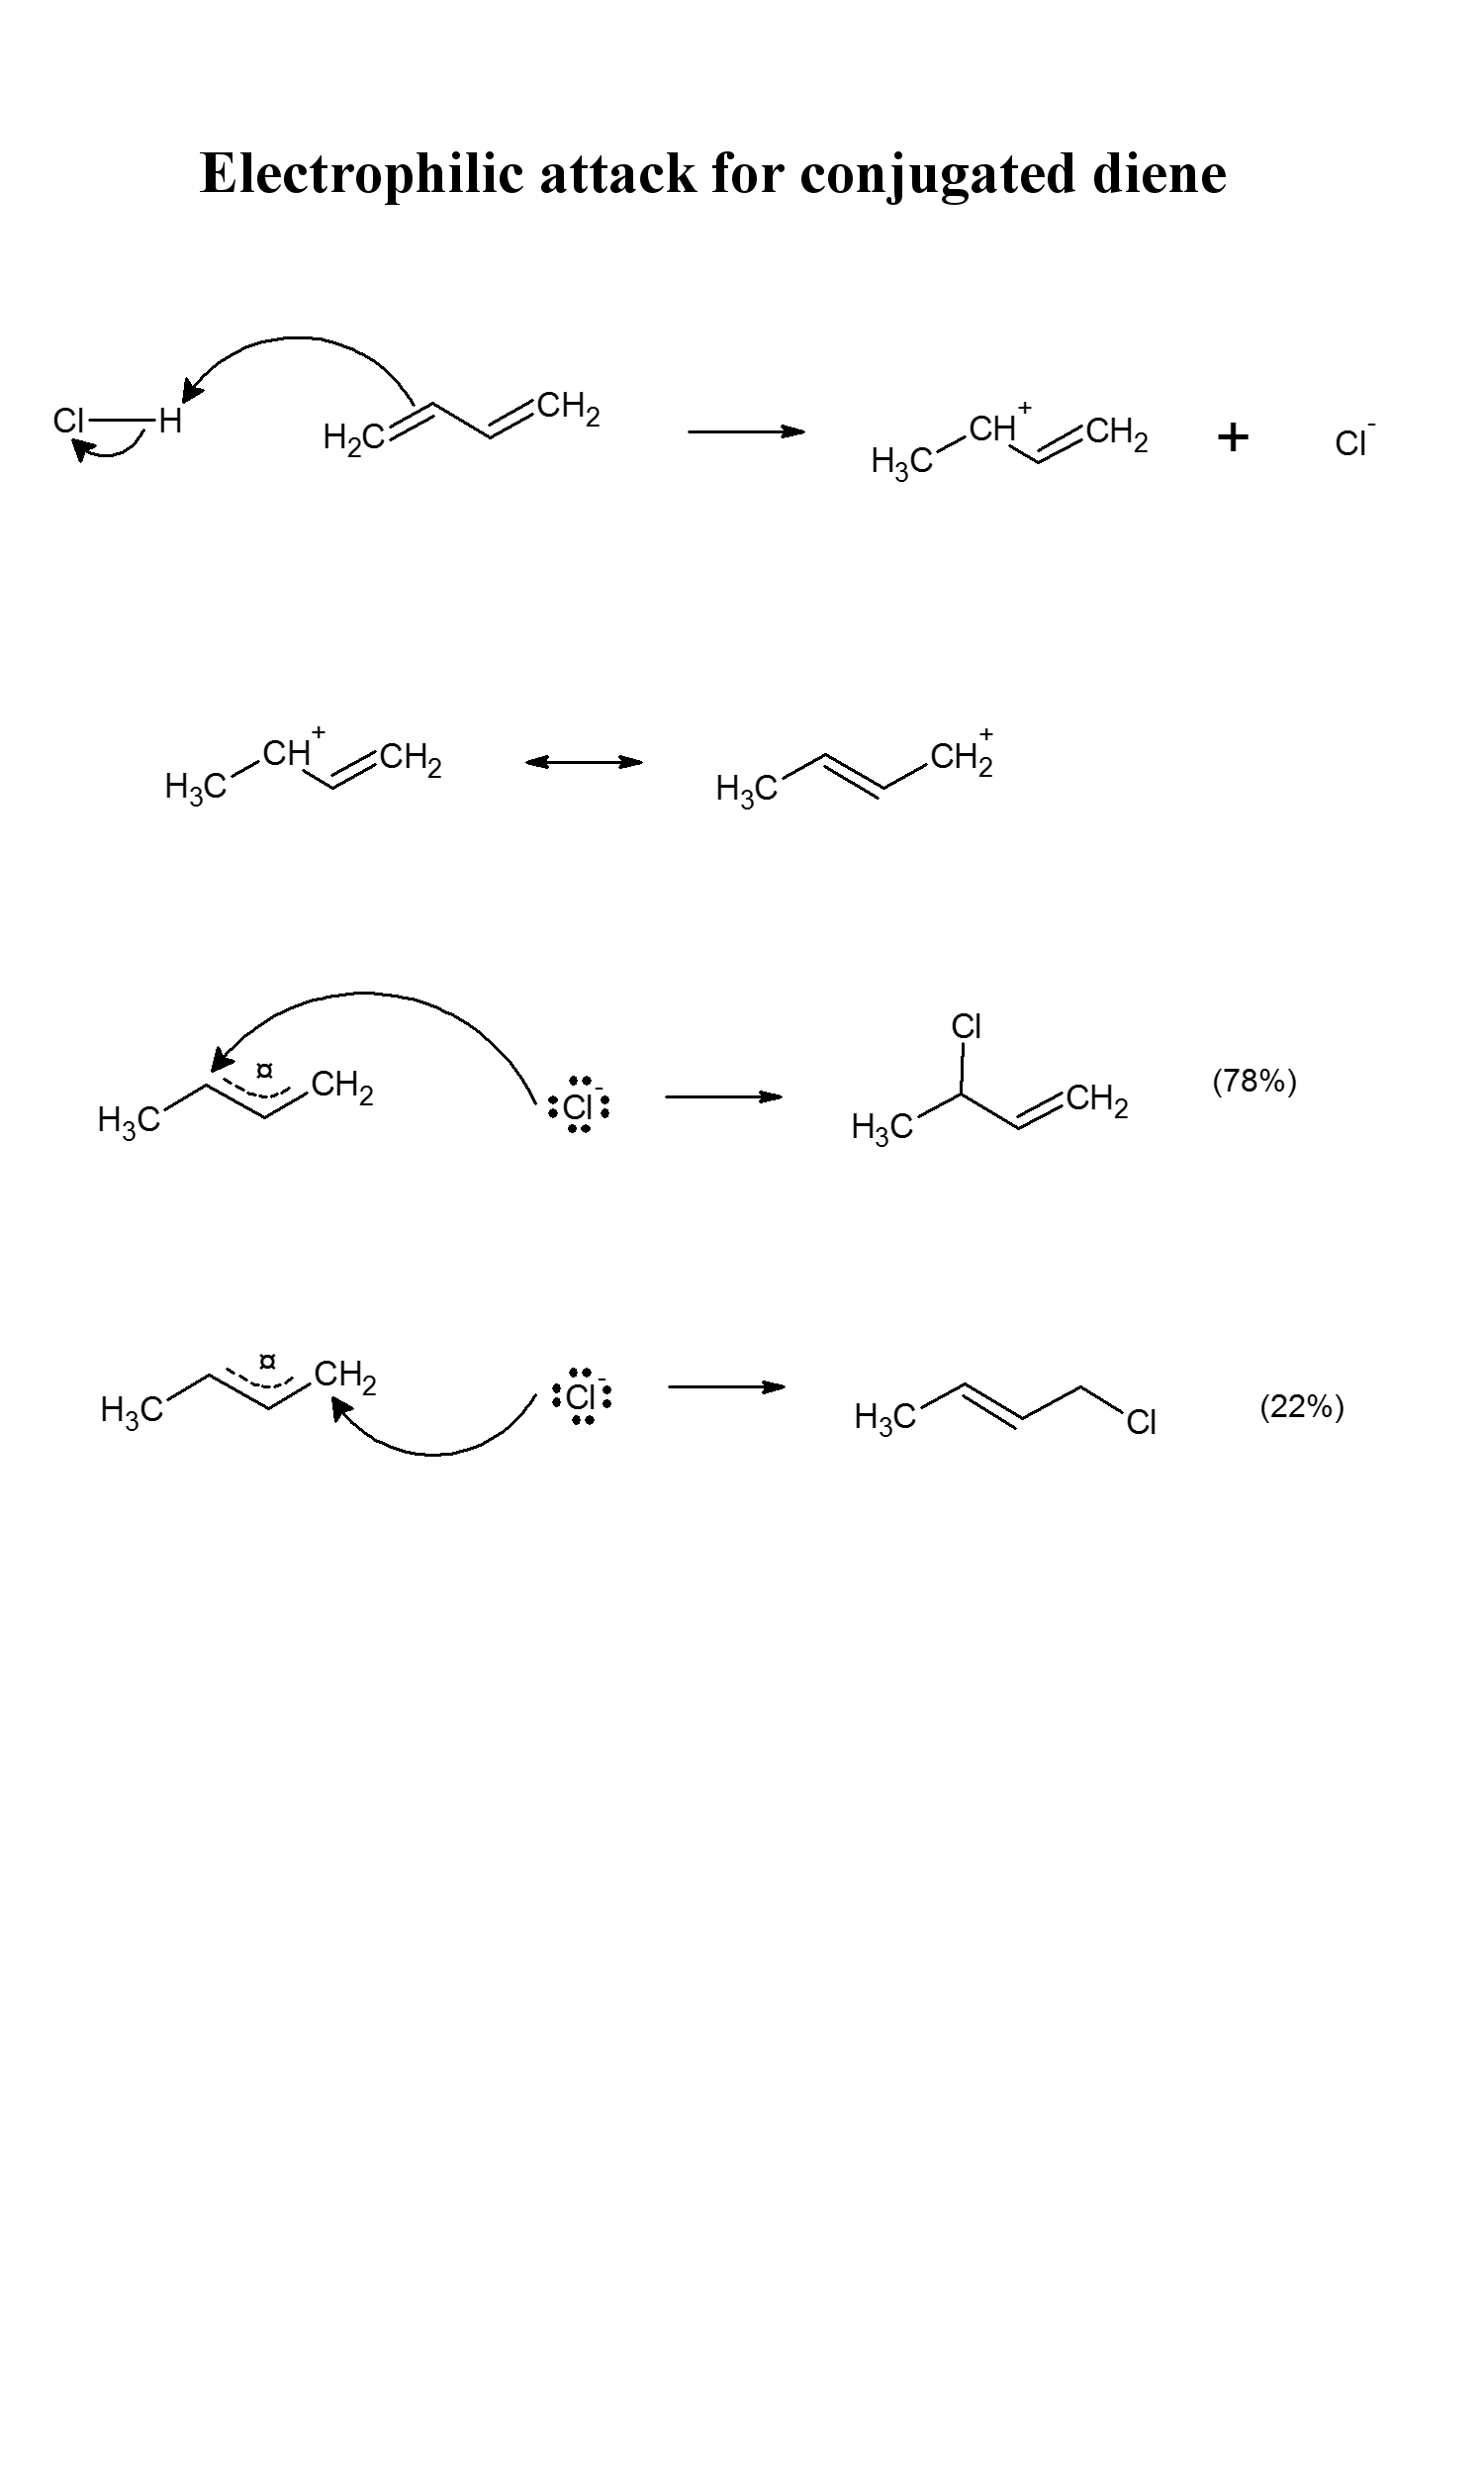 Electrophilic attack for conjugated diene
Cl H H₂C CH₂ H₃C CH⁺ CH₂ + Cl⁻
H₃C CH⁺ CH₂ H₃C CH₂⁺
Cl
H₃C ¤ CH₂ Cl⁻ H₃C CH₂ (78%)
H₃C ¤ CH₂ Cl⁻ H₃C Cl (22%)